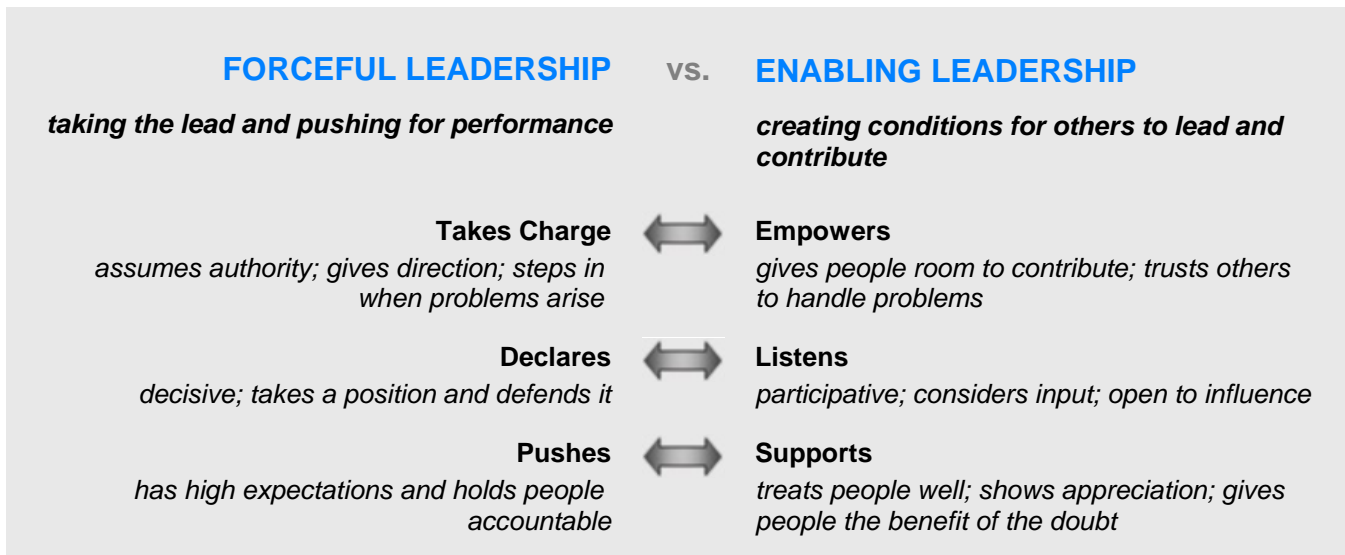 FORCEFUL LEADERSHIP vs. ENABLING LEADERSHIP
taking the lead and pushing for performance
creating conditions for others to lead and
contribute
Takes Charge
assumes authority; gives direction; steps in
when problems arise
Empowers
gives people room to contribute; trusts others
to handle problems
Declares
decisive; takes a position and defends it
Listens
participative; considers input; open to influence
Pushes
has high expectations and holds people
accountable
Supports
treats people well; shows appreciation; gives
people the benefit of the doubt